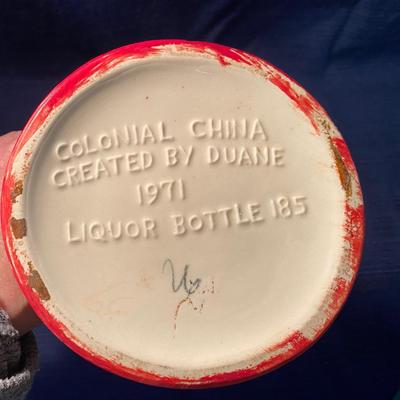 COLONIAL CHINA
CREATED BY DUANE
1971
LIQUOR BOTTLE 185